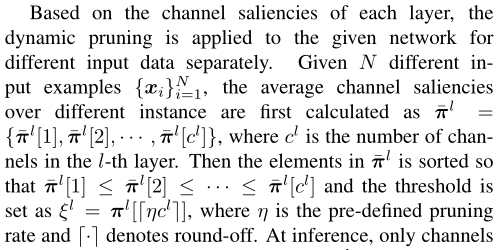 Based on the channel saliencies of each layer, the
dynamic pruning is applied to the given network for
different input data separately. Given $N$ different in-
put examples $\{\boldsymbol{x}_i\}_{i=1}^N$, the average channel saliencies
over different instance are first calculated as $\bar{\boldsymbol{\pi}}^l$ =
$\{\bar{\boldsymbol{\pi}}^l[1], \bar{\boldsymbol{\pi}}^l[2], \cdots, \bar{\boldsymbol{\pi}}^l[c^l]\}$, where $c^l$ is the number of chan-
nels in the $l$-th layer. Then the elements in $\bar{\boldsymbol{\pi}}^l$ is sorted so
that $\bar{\boldsymbol{\pi}}^l[1] \leq \bar{\boldsymbol{\pi}}^l[2] \leq \cdots \leq \bar{\boldsymbol{\pi}}^l[c^l]$ and the threshold is
set as $\xi^l = \boldsymbol{\pi}^l[\lceil \eta c^l \rceil]$, where $\eta$ is the pre-defined pruning
rate and $\lceil \cdot \rceil$ denotes round-off. At inference, only channels